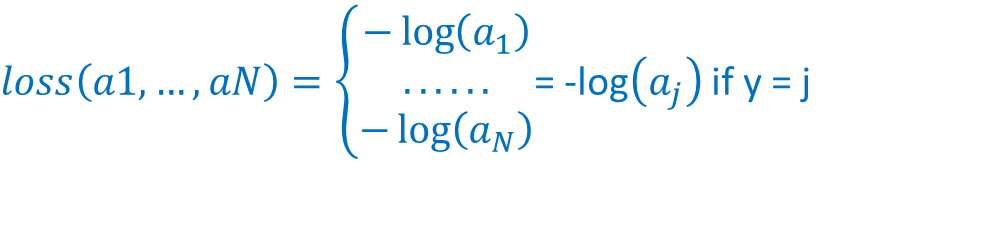 − log(a₁)
loss(a1, …, aN) = { …… = -log(aⱼ) if y = j
− log(a_N)